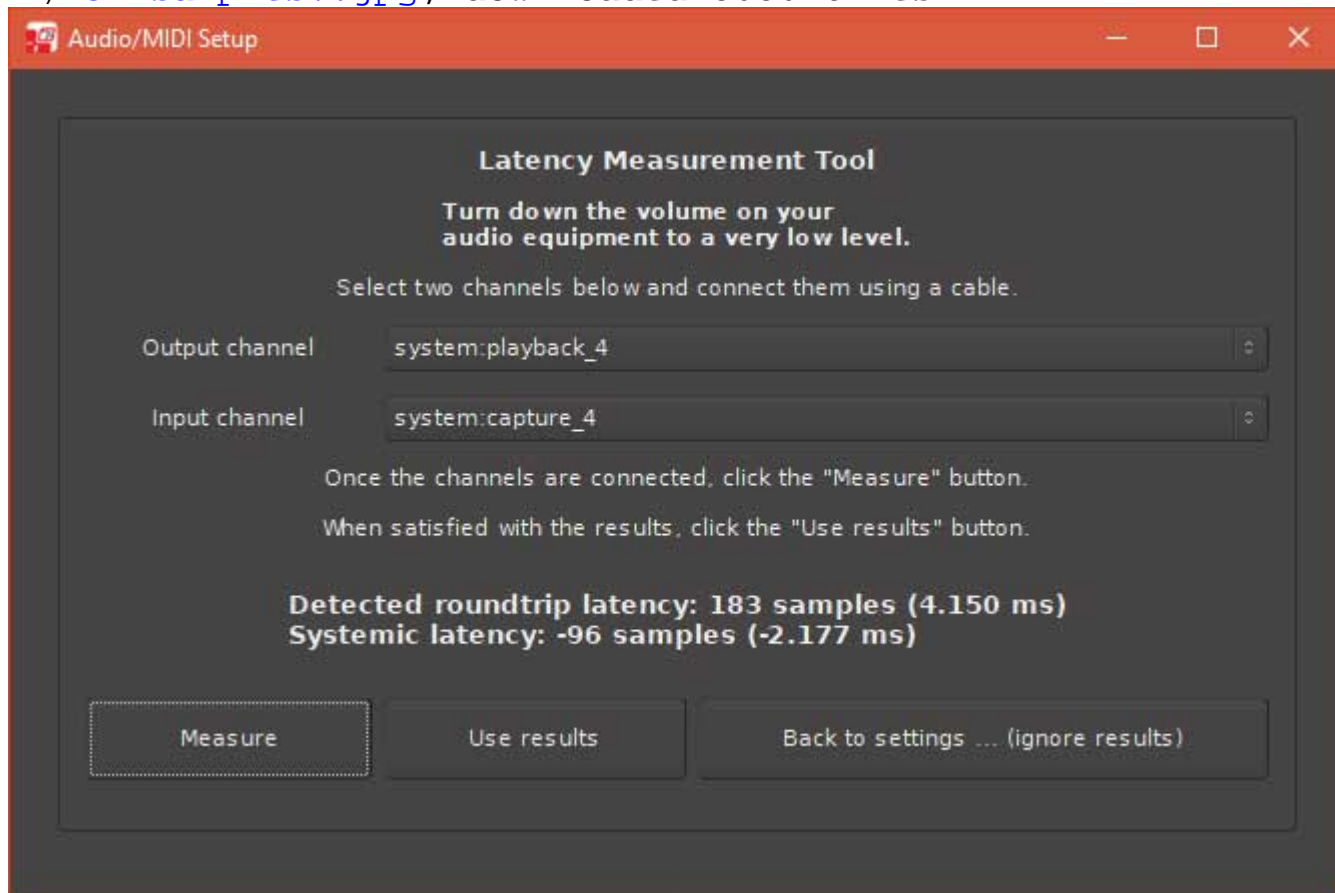 Audio/MIDI Setup
Latency Measurement Tool
Turn down the volume on your
audio equipment to a very low level.
Select two channels below and connect them using a cable.
Output channel system:playback_4
Input channel system:capture_4
Once the channels are connected, click the "Measure" button.
When satisfied with the results, click the "Use results" button.
Detected roundtrip latency: 183 samples (4.150 ms)
Systemic latency: -96 samples (-2.177 ms)
Measure Use results Back to settings ... (ignore results)